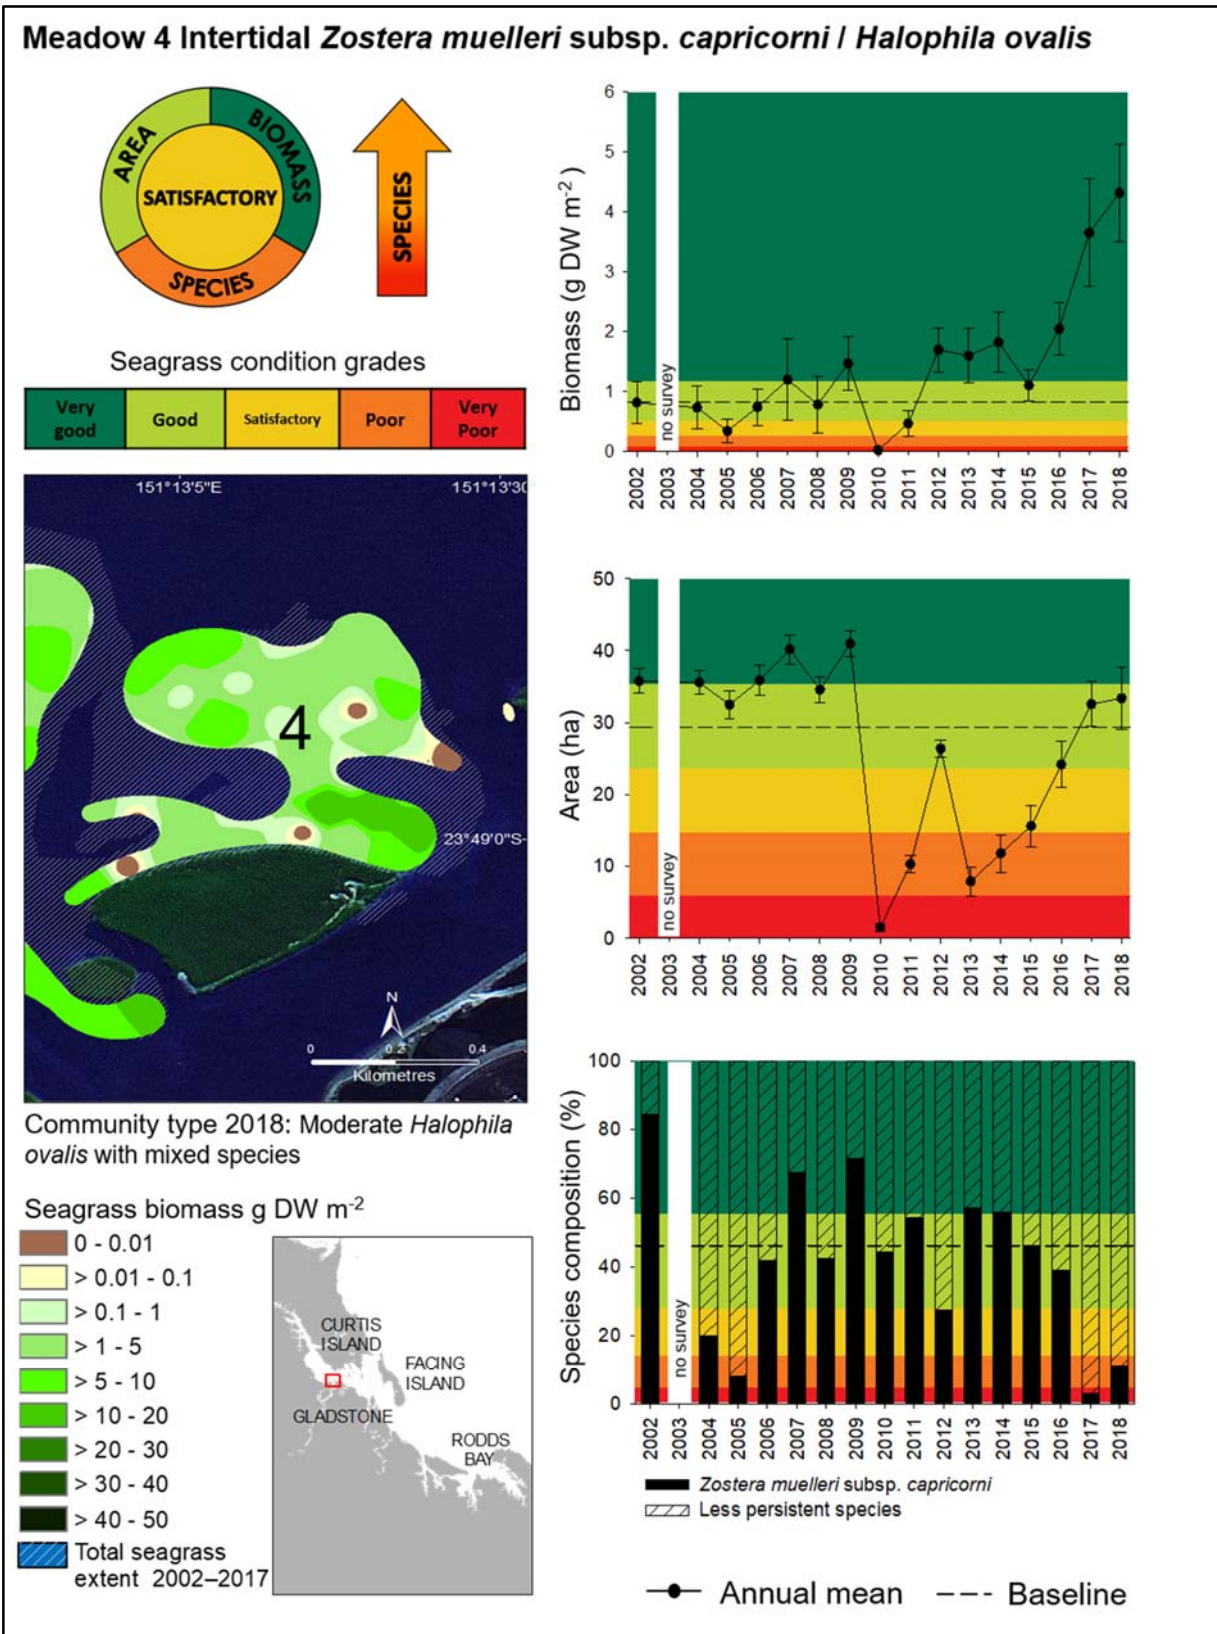 Meadow 4 Intertidal Zostera muelleri subsp. capricorni / Halophila ovalis
AREA
BIOMASS
SATISFACTORY
SPECIES
SPECIES
Seagrass condition grades
Very good
Good
Satisfactory
Poor
Very Poor
151°13'5"E
151°13'30
4
23°49'0"S
N
0 0.2 0.4
Kilometres
Community type 2018: Moderate Halophila
ovalis with mixed species
Seagrass biomass g DW m-2
0 - 0.01
> 0.01 - 0.1
> 0.1 - 1
> 1 - 5
> 5 - 10
> 10 - 20
> 20 - 30
> 30 - 40
> 40 - 50
Total seagrass
extent 2002–2017
CURTIS
ISLAND
FACING
ISLAND
GLADSTONE
RODDS
BAY
Biomass (g DW m-2)
6
5
4
3
2
1
0
no survey
2002 2003 2004 2005 2006 2007 2008 2009 2010 2011 2012 2013 2014 2015 2016 2017 2018
Area (ha)
50
40
30
20
10
0
no survey
2002 2003 2004 2005 2006 2007 2008 2009 2010 2011 2012 2013 2014 2015 2016 2017 2018
Species composition (%)
100
80
60
40
20
0
no survey
2002 2003 2004 2005 2006 2007 2008 2009 2010 2011 2012 2013 2014 2015 2016 2017 2018
Zostera muelleri subsp. capricorni
Less persistent species
Annual mean
Baseline